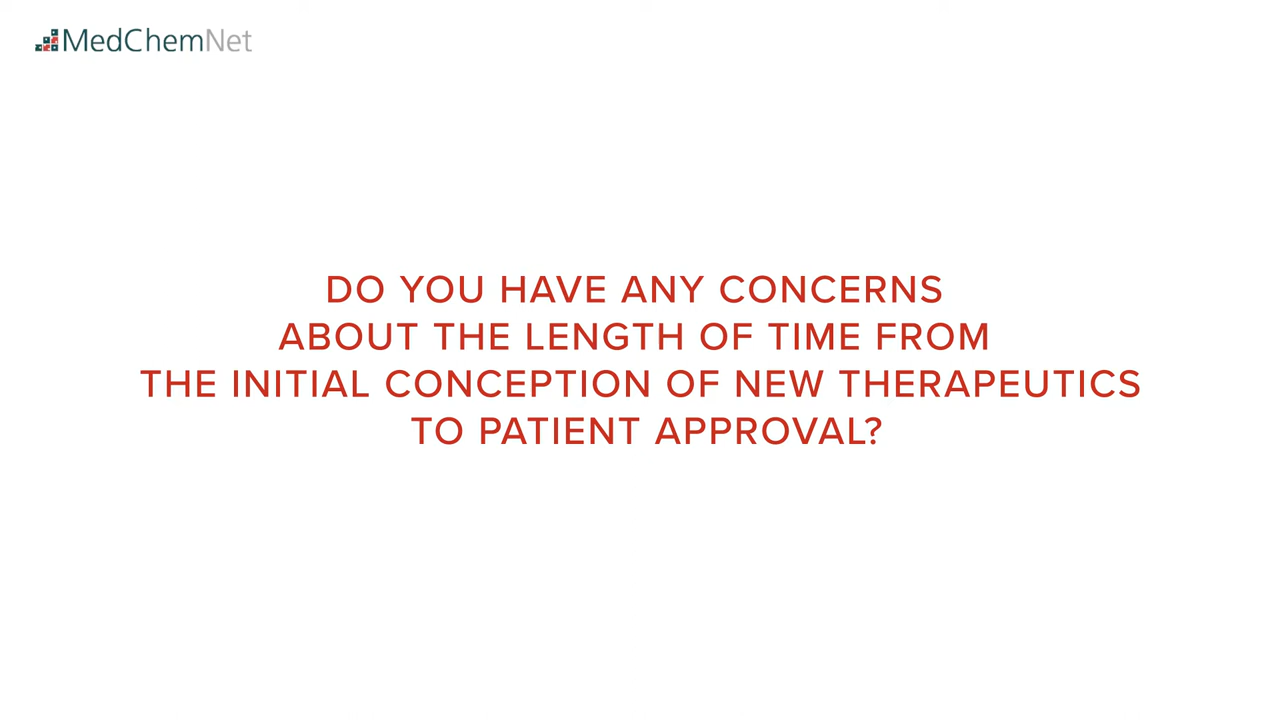 MedChemNet
DO YOU HAVE ANY CONCERNS
ABOUT THE LENGTH OF TIME FROM
THE INITIAL CONCEPTION OF NEW THERAPEUTICS
TO PATIENT APPROVAL?